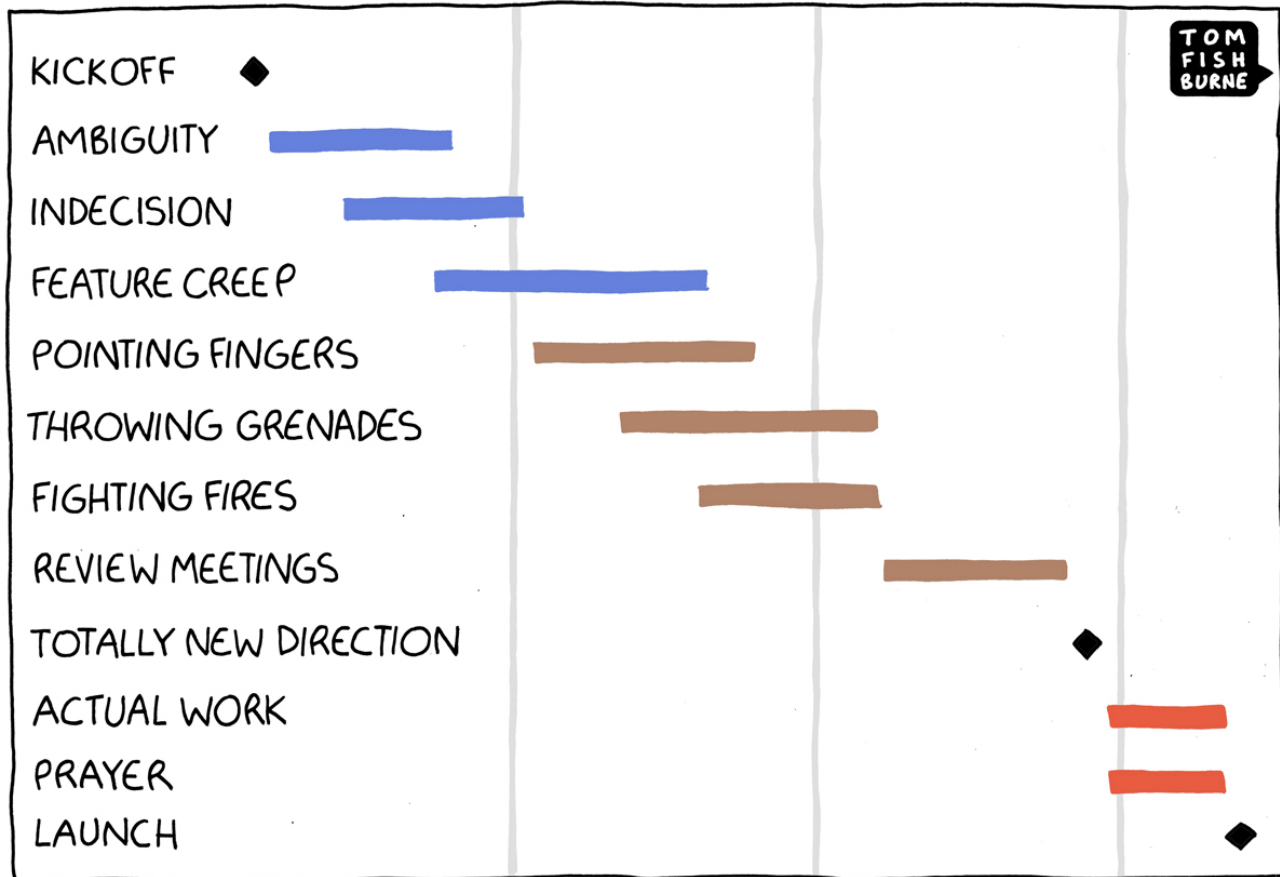 TOM
FISH
BURNE
KICKOFF
AMBIGUITY
INDECISION
FEATURE CREEP
POINTING FINGERS
THROWING GRENADES
FIGHTING FIRES
REVIEW MEETINGS
TOTALLY NEW DIRECTION
ACTUAL WORK
PRAYER
LAUNCH